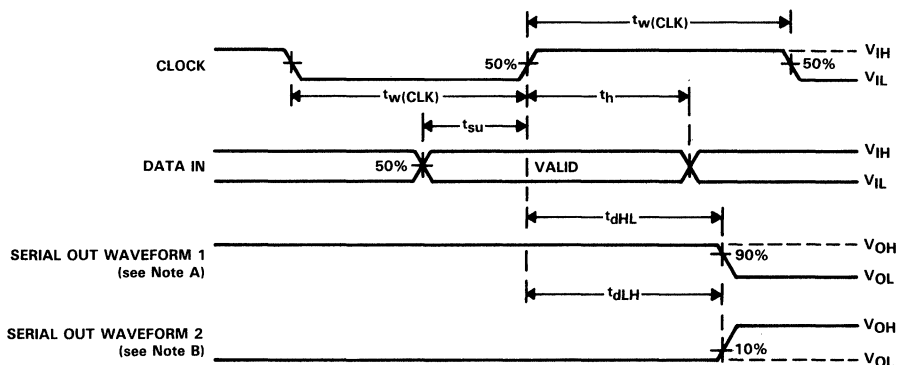 tw(CLK)
VIH
CLOCK 50% 50%
VIL
tw(CLK) th
tsu
VIH
DATA IN 50% VALID
VIL
tdHL
VOH
SERIAL OUT WAVEFORM 1 90%
(see Note A) VOL
tdLH
VOH
SERIAL OUT WAVEFORM 2
(see Note B) 10%
VOL